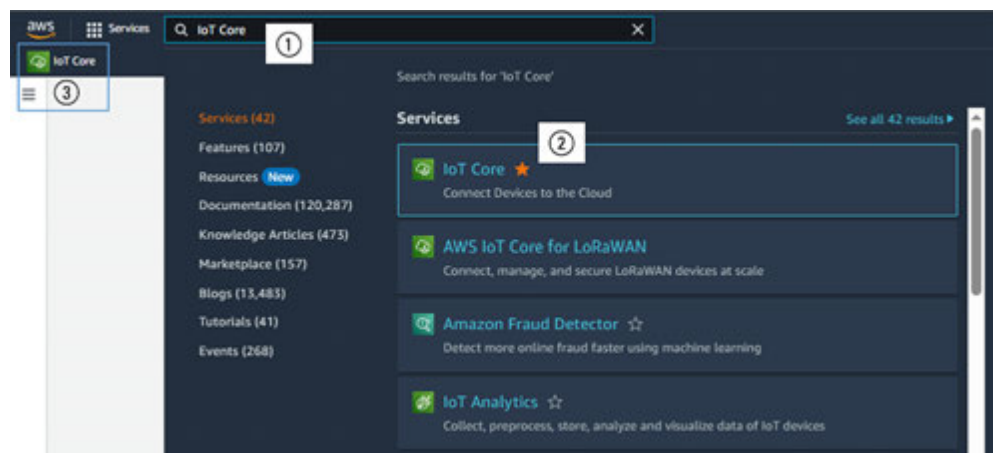 aws
Services
IoT Core
①
IoT Core
③
Search results for 'IoT Core'
Services (42)
Features (107)
Resources New
Documentation (120,287)
Knowledge Articles (473)
Marketplace (157)
Blogs (13,483)
Tutorials (41)
Events (268)
Services
See all 42 results
②
IoT Core
Connect Devices to the Cloud
AWS IoT Core for LoRaWAN
Connect, manage, and secure LoRaWAN devices at scale
Amazon Fraud Detector
Detect more online fraud faster using machine learning
IoT Analytics
Collect, preprocess, store, analyze and visualize data of IoT devices